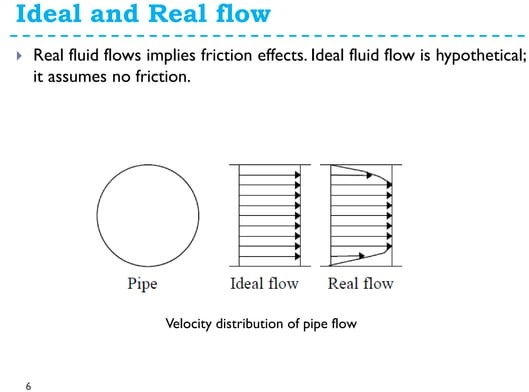 Ideal and Real flow
Real fluid flows implies friction effects. Ideal fluid flow is hypothetical;
it assumes no friction.
Pipe
Ideal flow
Real flow
Velocity distribution of pipe flow
6